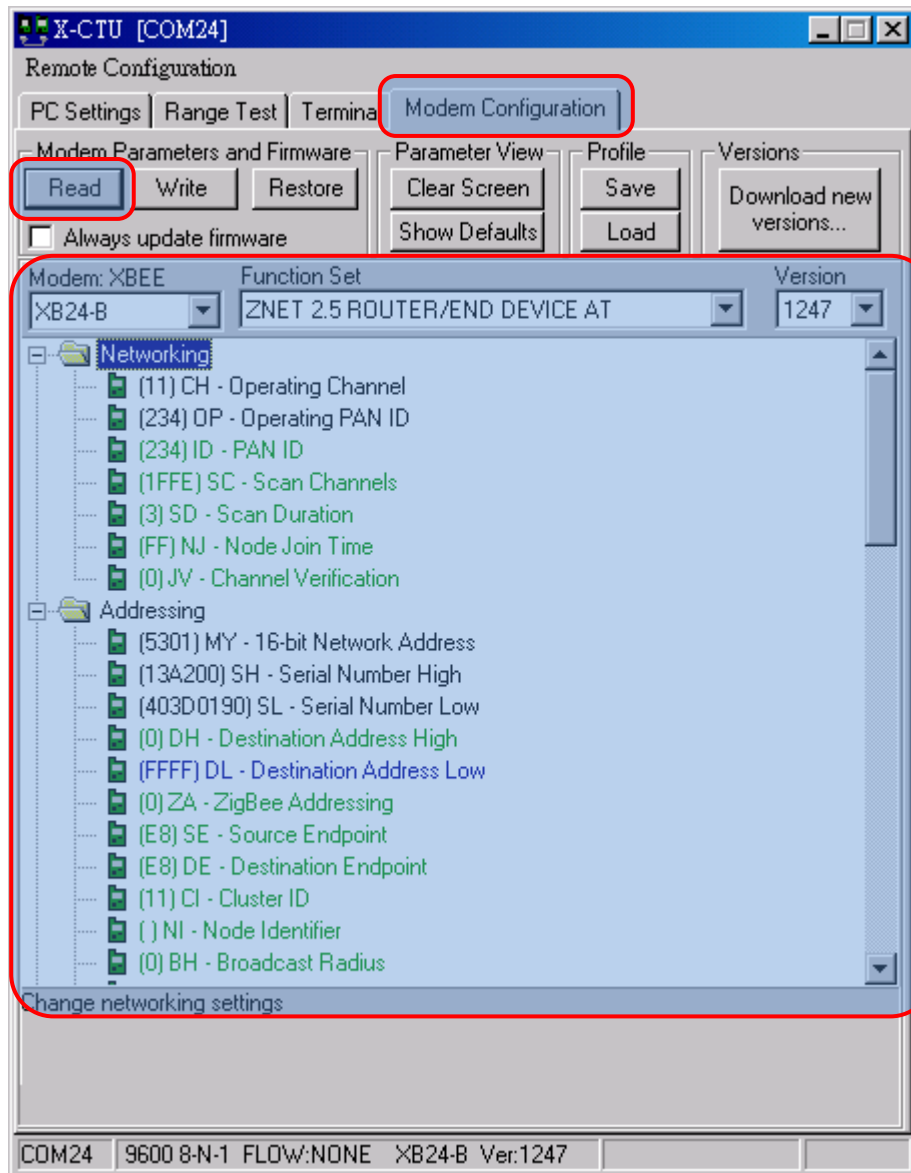 X-CTU [COM24]
Remote Configuration
PC Settings Range Test Termina Modem Configuration
Modem Parameters and Firmware Parameter View Profile Versions
Read Write Restore Clear Screen Save Download new versions...
Always update firmware Show Defaults Load
Modem: XBEE Function Set Version
XB24-B ZNET 2.5 ROUTER/END DEVICE AT 1247
Networking
(11) CH - Operating Channel
(234) OP - Operating PAN ID
(234) ID - PAN ID
(1FFE) SC - Scan Channels
(3) SD - Scan Duration
(FF) NJ - Node Join Time
(0) JV - Channel Verification
Addressing
(5301) MY - 16-bit Network Address
(13A200) SH - Serial Number High
(403D0190) SL - Serial Number Low
(0) DH - Destination Address High
(FFFF) DL - Destination Address Low
(0) ZA - ZigBee Addressing
(E8) SE - Source Endpoint
(E8) DE - Destination Endpoint
(11) CI - Cluster ID
( ) NI - Node Identifier
(0) BH - Broadcast Radius
Change networking settings
COM24 9600 8-N-1 FLOW:NONE XB24-B Ver:1247